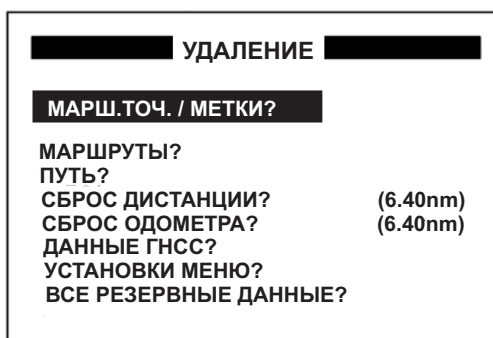 УДАЛЕНИЕ
МАРШ.ТОЧ. / МЕТКИ?
МАРШРУТЫ?
ПУТЬ?
СБРОС ДИСТАНЦИИ? (6.40nm)
СБРОС ОДОМЕТРА? (6.40nm)
ДАННЫЕ ГНСС?
УСТАНОВКИ МЕНЮ?
ВСЕ РЕЗЕРВНЫЕ ДАННЫЕ?